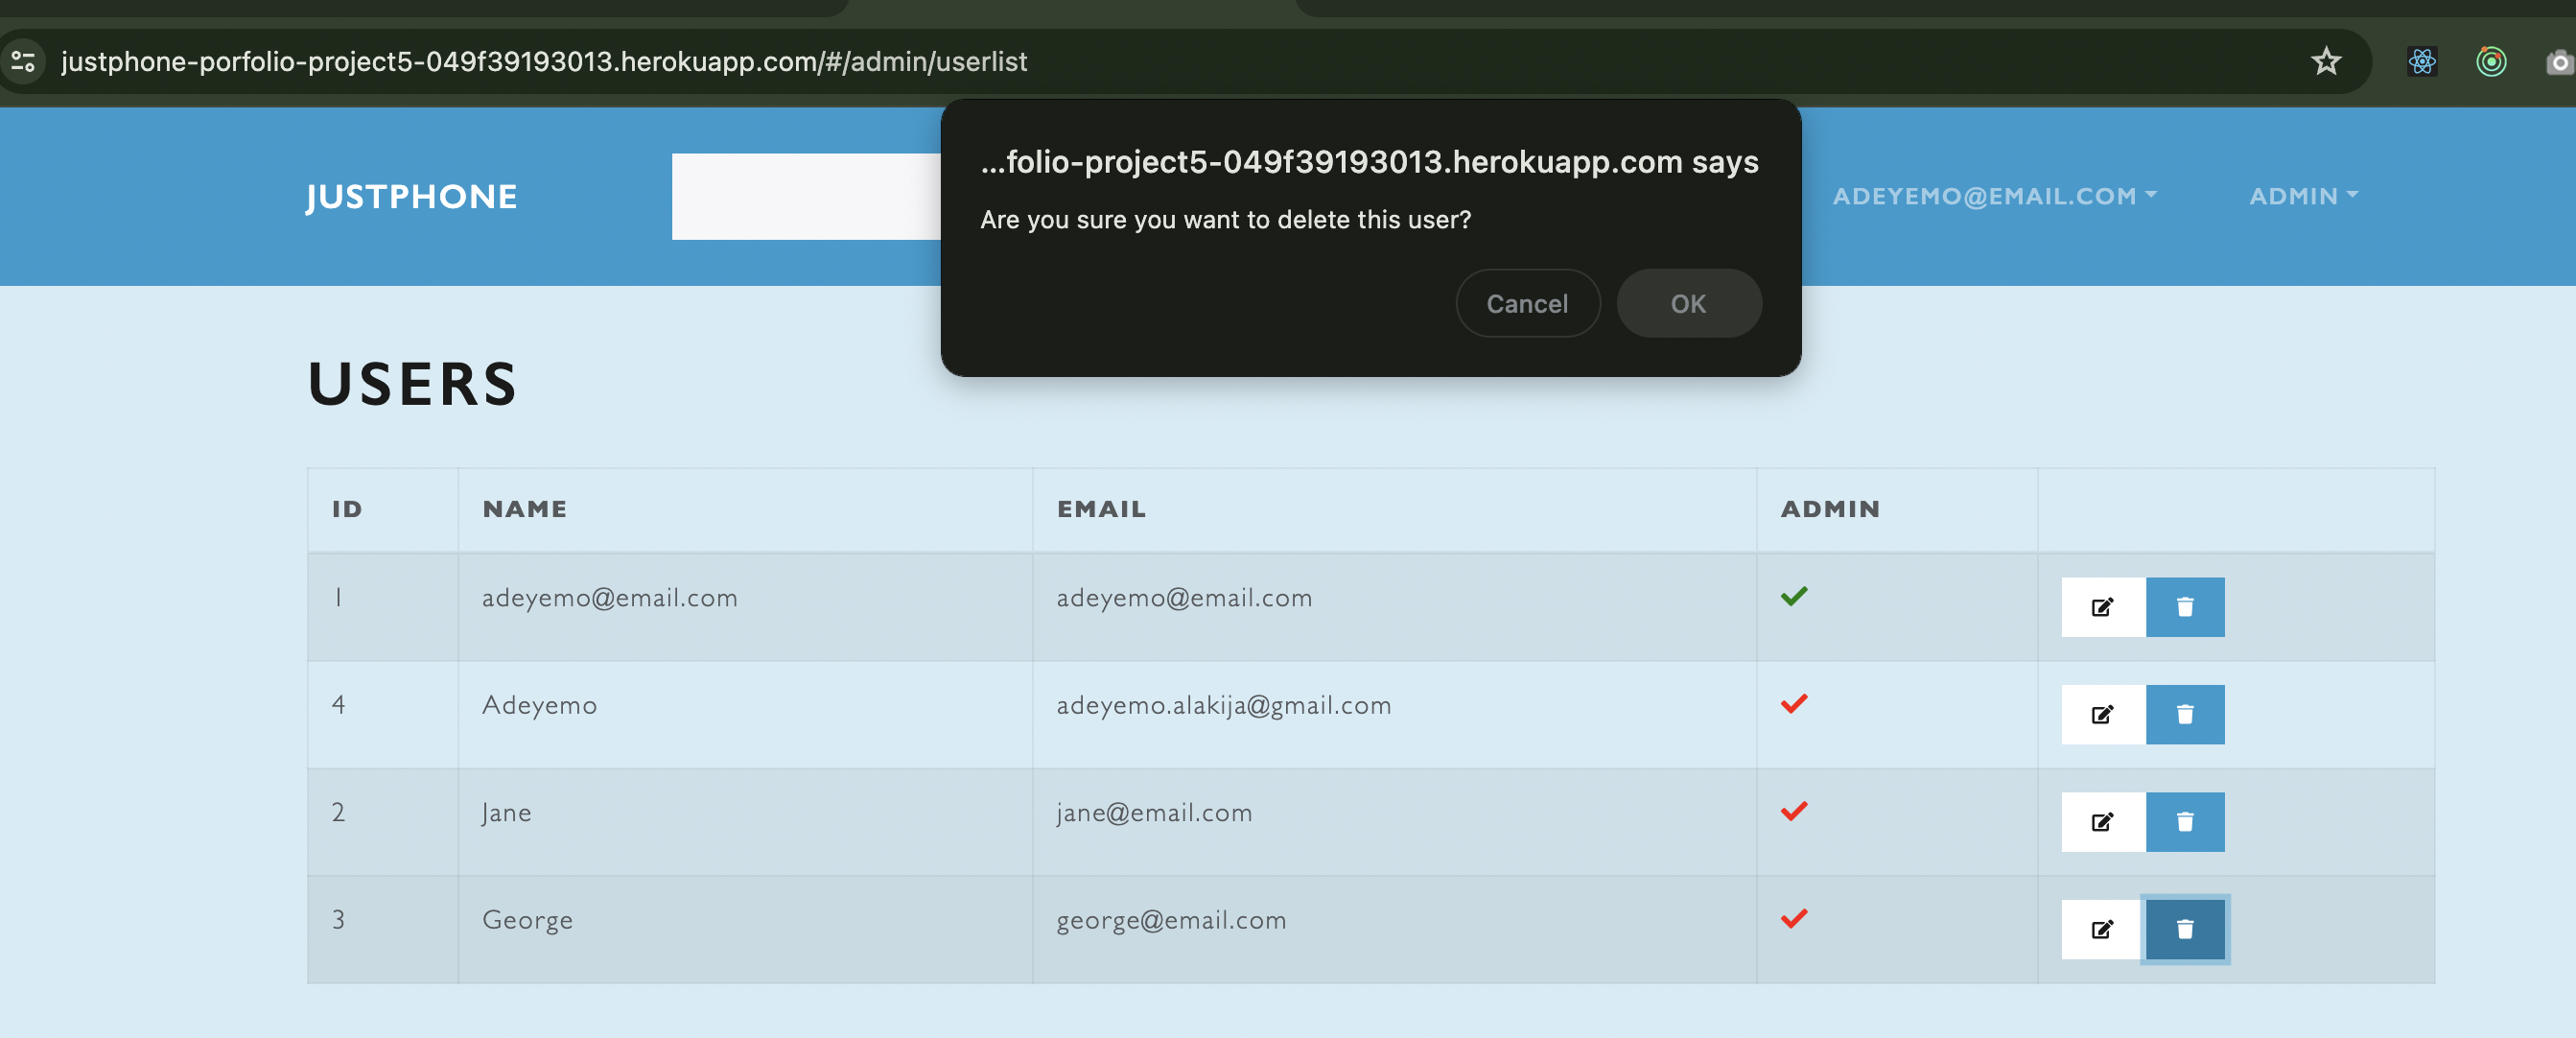 justphone-porfolio-project5-049f39193013.herokuapp.com/#/admin/userlist
...folio-project5-049f39193013.herokuapp.com says
Are you sure you want to delete this user?
Cancel OK
JUSTPHONE ADEYEMO@EMAIL.COM ADMIN
USERS
ID NAME EMAIL ADMIN
1 adeyemo@email.com adeyemo@email.com
4 Adeyemo adeyemo.alakija@gmail.com
2 Jane jane@email.com
3 George george@email.com